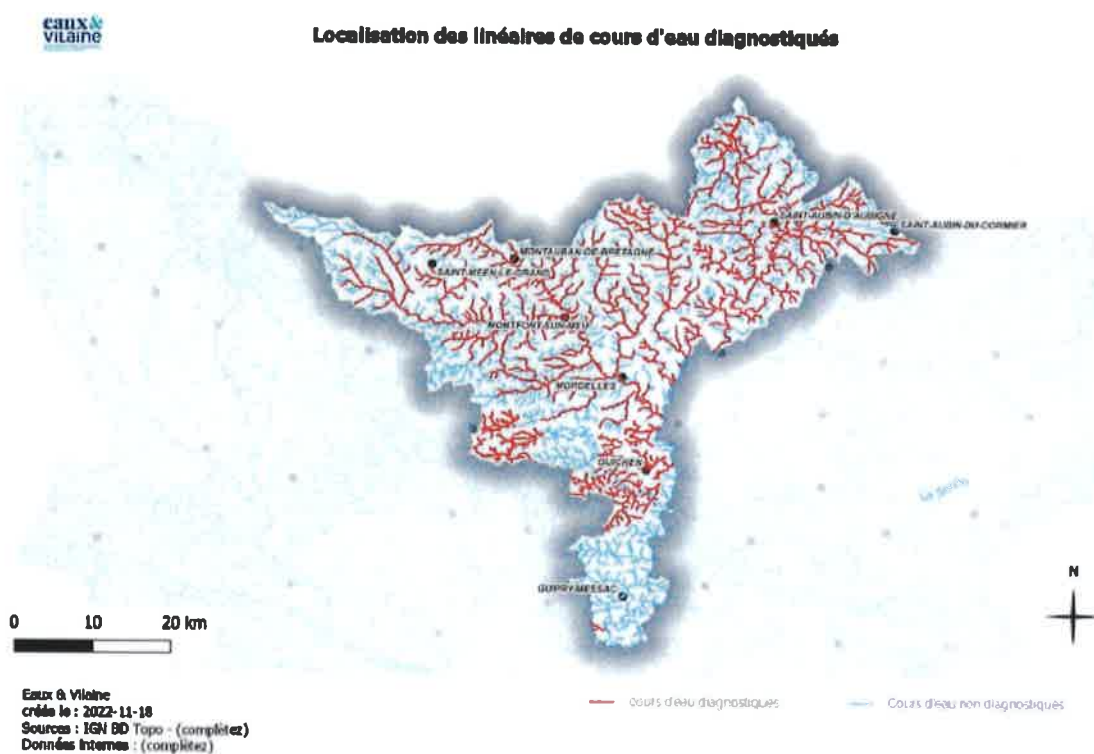 eaux&
vilaine
Localisation des linéaires de cours d'eau diagnostiqués
SAINT-AUBIN-D'AUBIGNE
SAINT-AUBIN-DU-CORMIER
MONTAUBAN-DE-BRETAGNE
SAINT-MEEN-LE-GRAND
MONTFORT-SUR-MEU
MORDELLES
GUICHEN
GUIPRY-MESSAC
N
0 10 20 km
cours d'eau diagnostiqués
Cours d'eau non diagnostiqués
Eaux & Vilaine
créée le : 2022-11-18
Sources : IGN BD Topo - (complétez)
Données internes : (complétez)